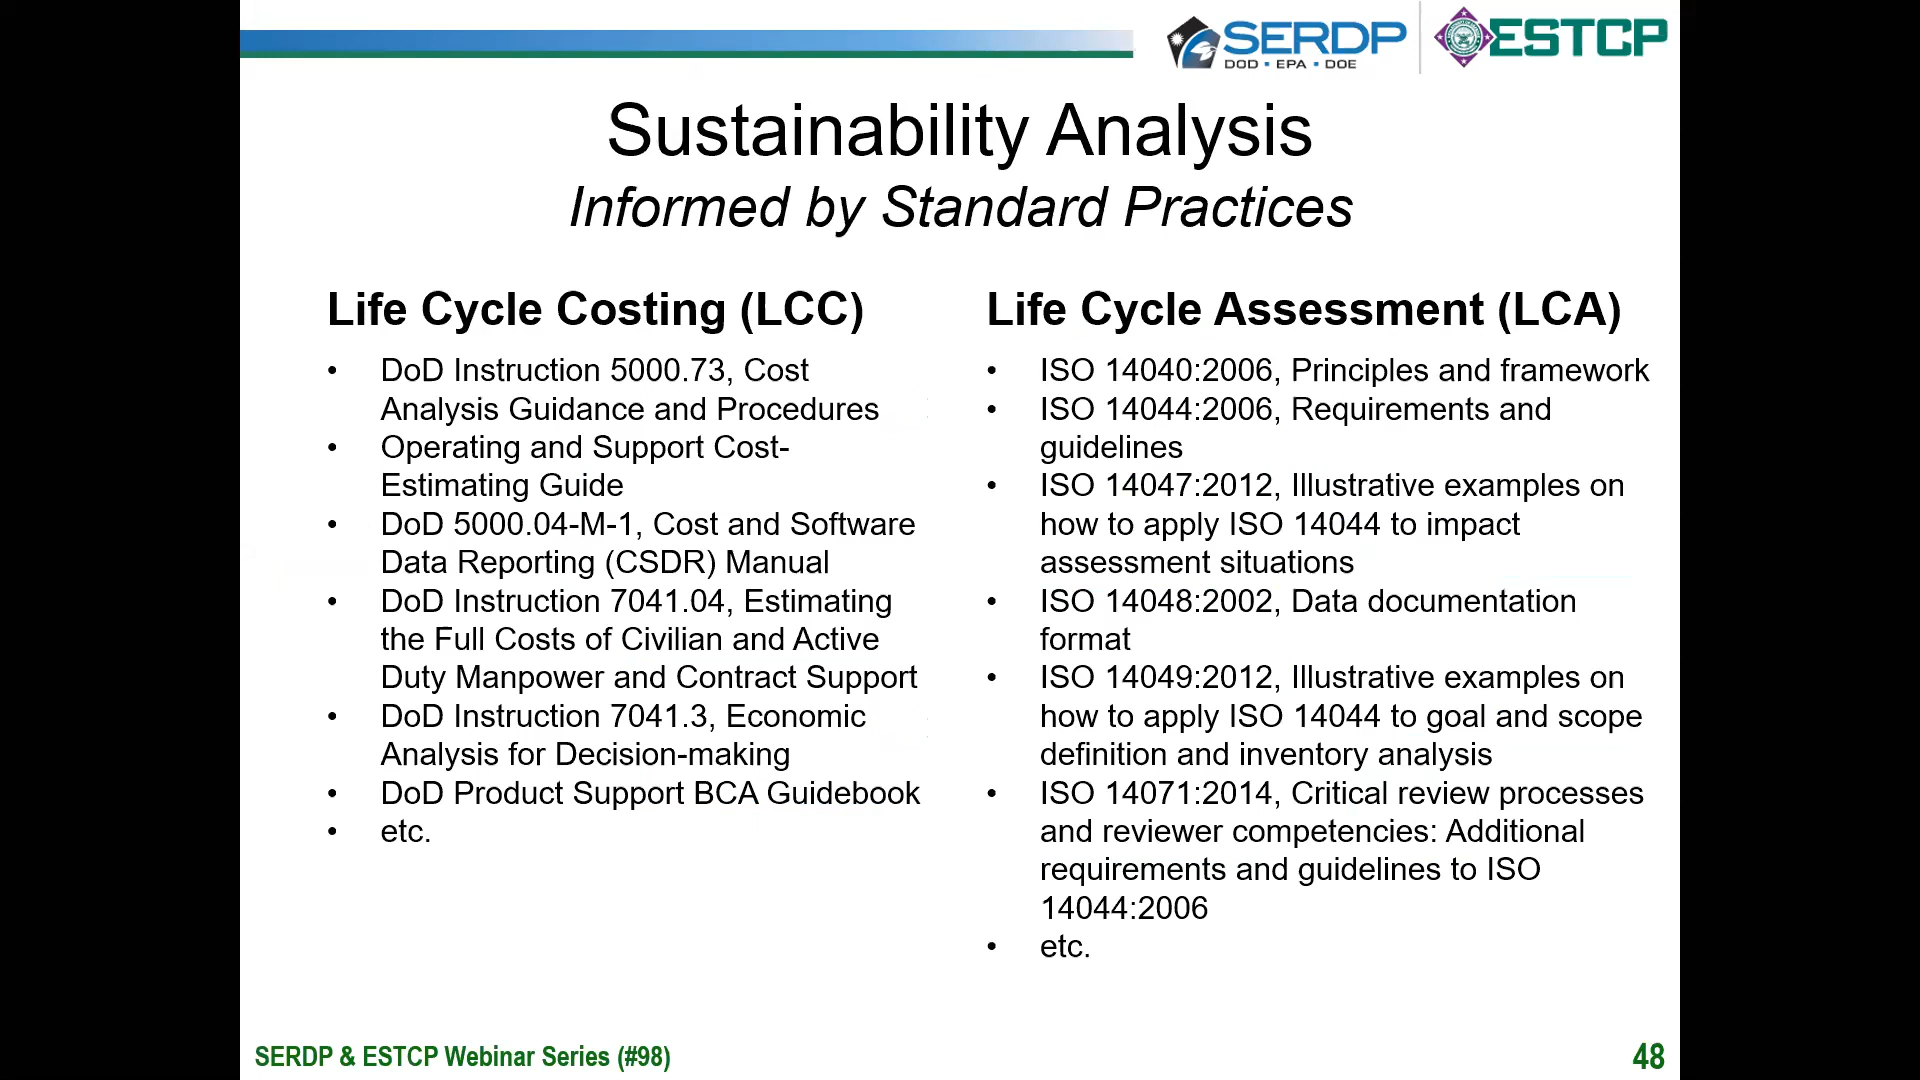 SERDP
DOD • EPA • DOE
ESTCP
Sustainability Analysis
Informed by Standard Practices
Life Cycle Costing (LCC)
• DoD Instruction 5000.73, Cost
Analysis Guidance and Procedures
• Operating and Support Cost-
Estimating Guide
• DoD 5000.04-M-1, Cost and Software
Data Reporting (CSDR) Manual
• DoD Instruction 7041.04, Estimating
the Full Costs of Civilian and Active
Duty Manpower and Contract Support
• DoD Instruction 7041.3, Economic
Analysis for Decision-making
• DoD Product Support BCA Guidebook
• etc.
Life Cycle Assessment (LCA)
• ISO 14040:2006, Principles and framework
• ISO 14044:2006, Requirements and
guidelines
• ISO 14047:2012, Illustrative examples on
how to apply ISO 14044 to impact
assessment situations
• ISO 14048:2002, Data documentation
format
• ISO 14049:2012, Illustrative examples on
how to apply ISO 14044 to goal and scope
definition and inventory analysis
• ISO 14071:2014, Critical review processes
and reviewer competencies: Additional
requirements and guidelines to ISO
14044:2006
• etc.
SERDP & ESTCP Webinar Series (#98)
48